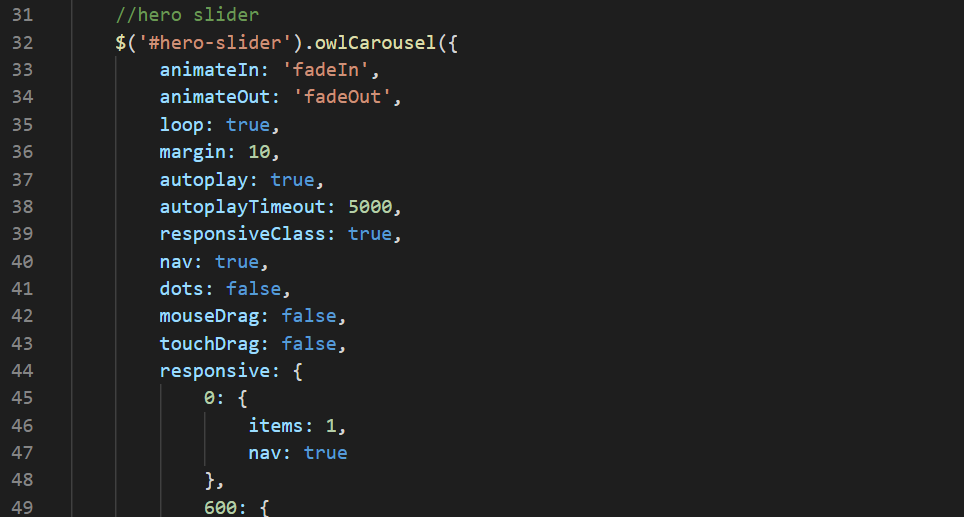 31 //hero slider
32 $('#hero-slider').owlCarousel({
33 animateIn: 'fadeIn',
34 animateOut: 'fadeOut',
35 loop: true,
36 margin: 10,
37 autoplay: true,
38 autoplayTimeout: 5000,
39 responsiveClass: true,
40 nav: true,
41 dots: false,
42 mouseDrag: false,
43 touchDrag: false,
44 responsive: {
45 0: {
46 items: 1,
47 nav: true
48 },
49 600: {